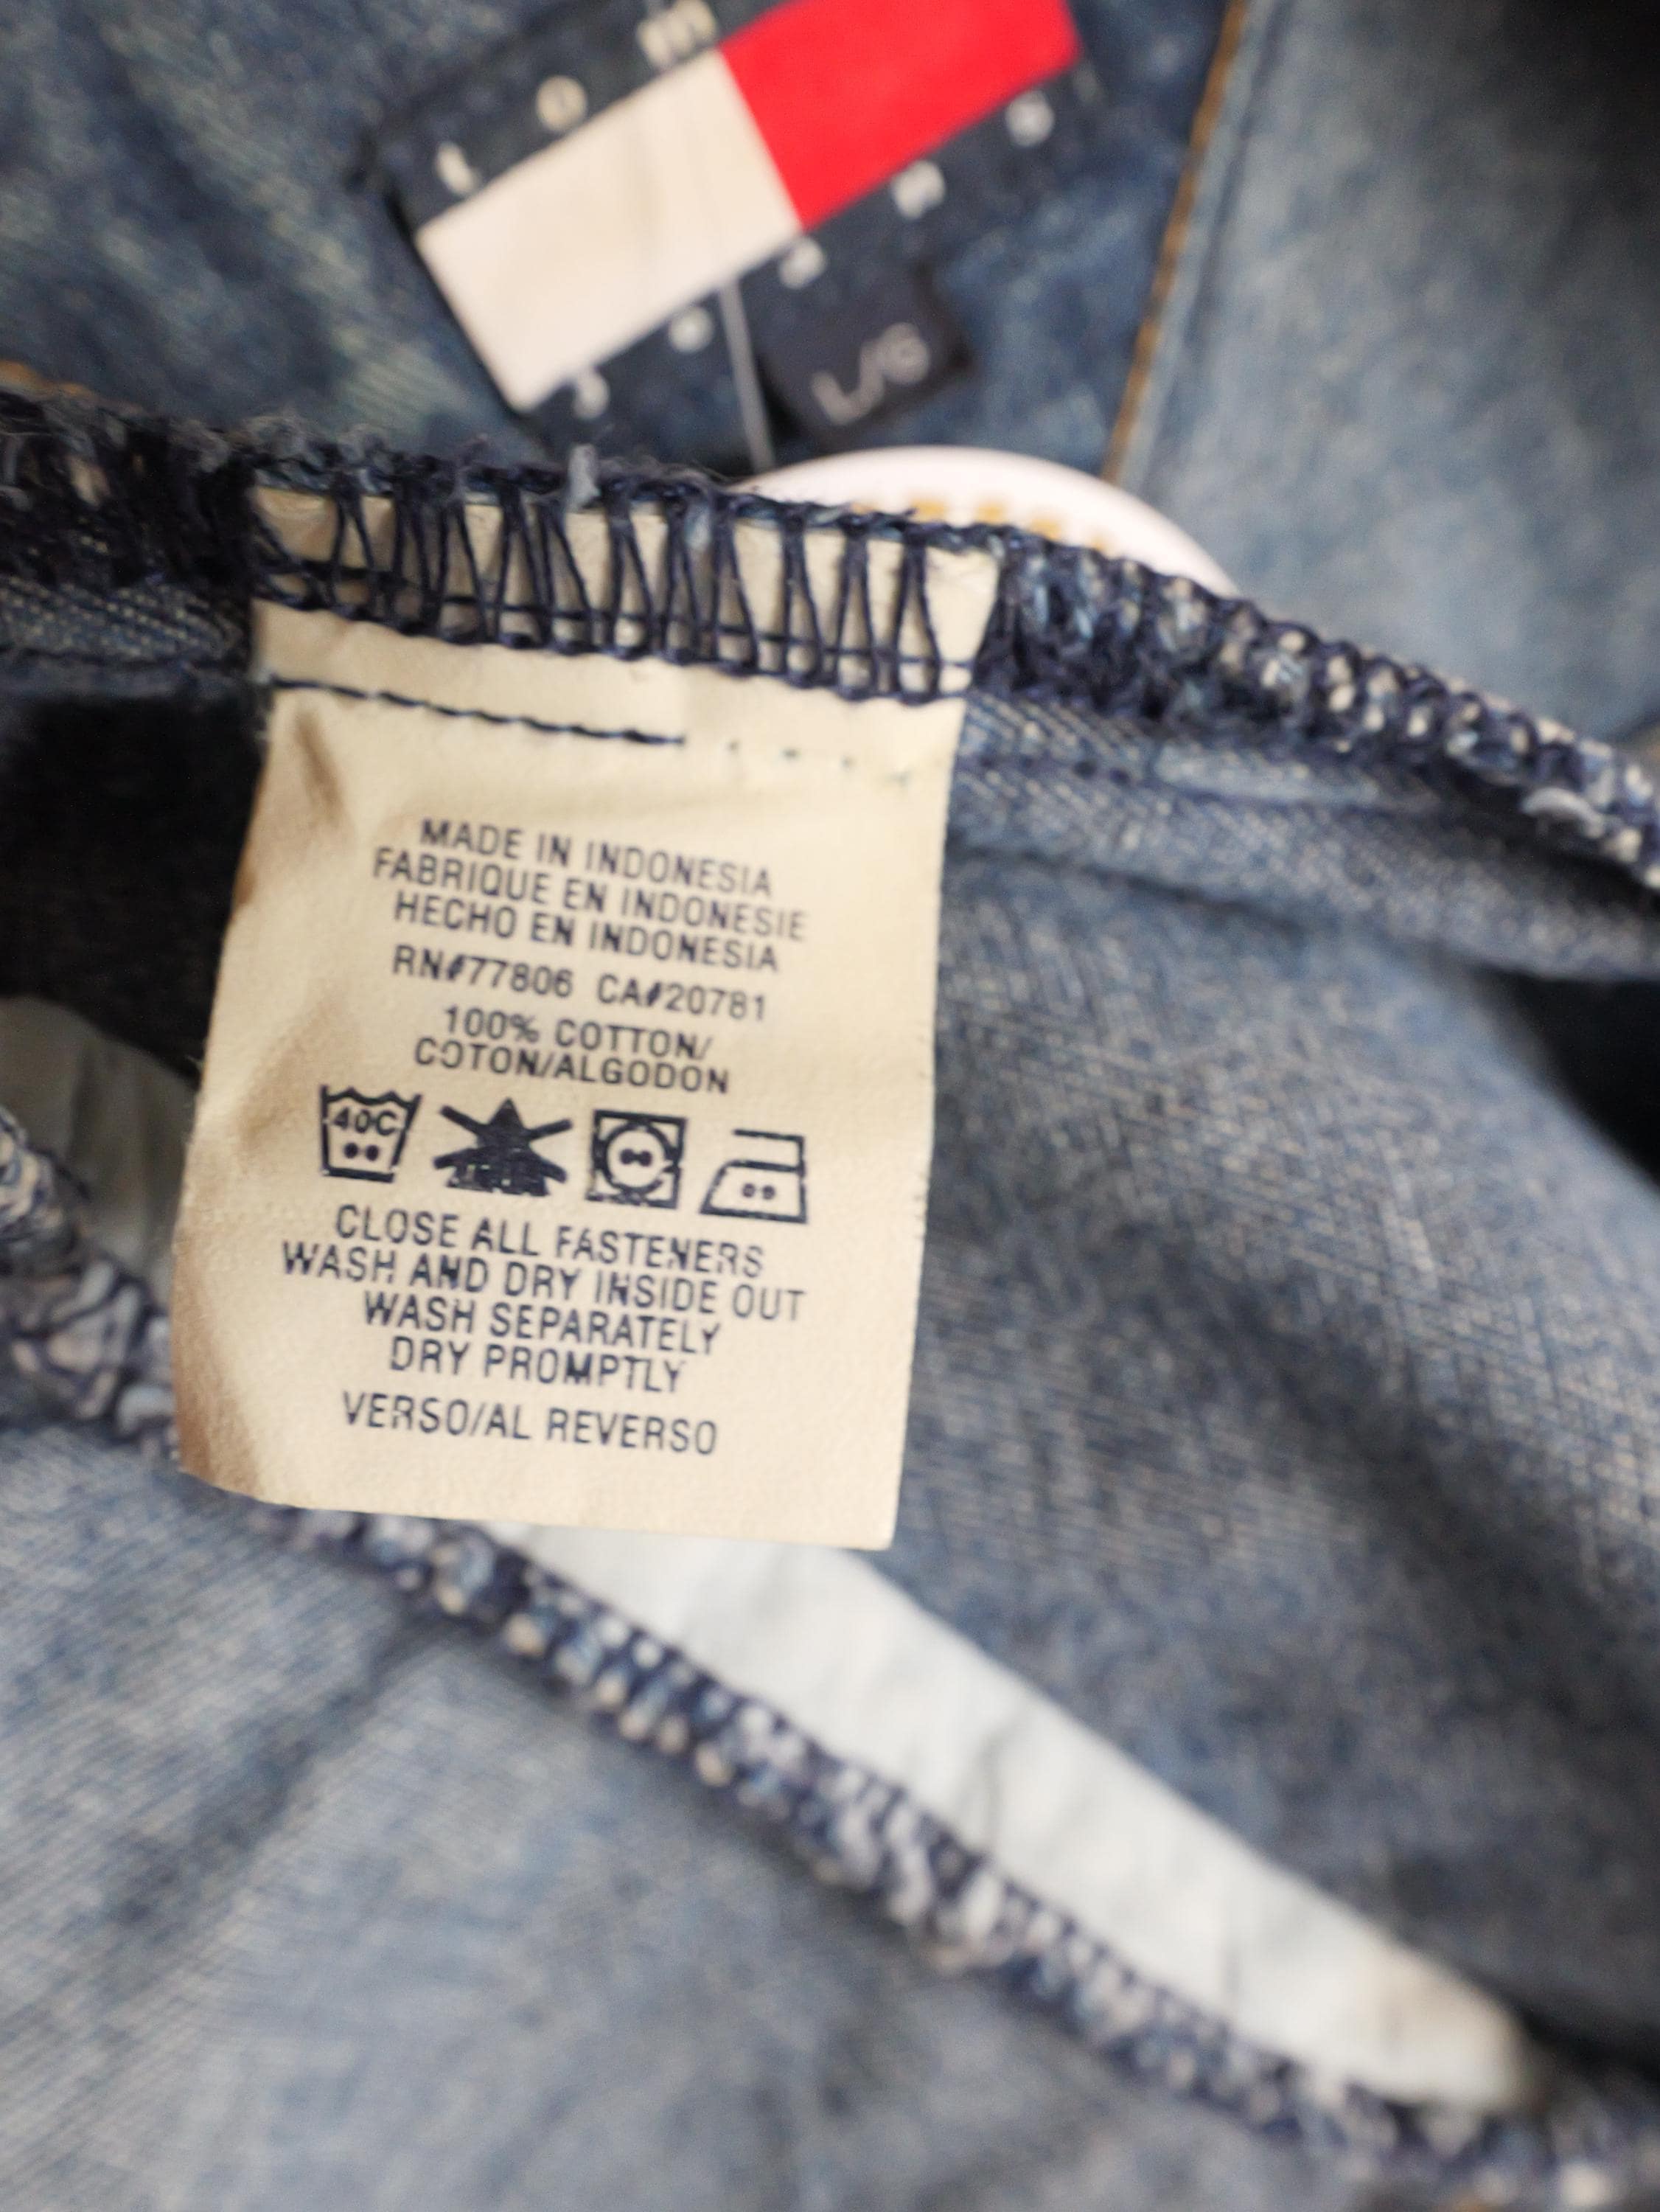 L/G
MADE IN INDONESIA
FABRIQUE EN INDONESIE
HECHO EN INDONESIA
RN#77806 CA#20781
100% COTTON/
COTON/ALGODON
40C
CLOSE ALL FASTENERS
WASH AND DRY INSIDE OUT
WASH SEPARATELY
DRY PROMPTLY
VERSO/AL REVERSO